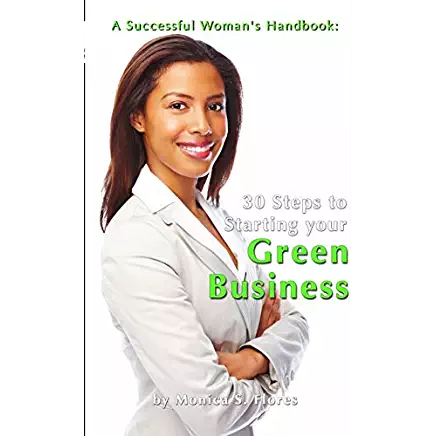 A Successful Woman's Handbook:
30 Steps to
Starting your
Green
Business
by Monica S. Flores